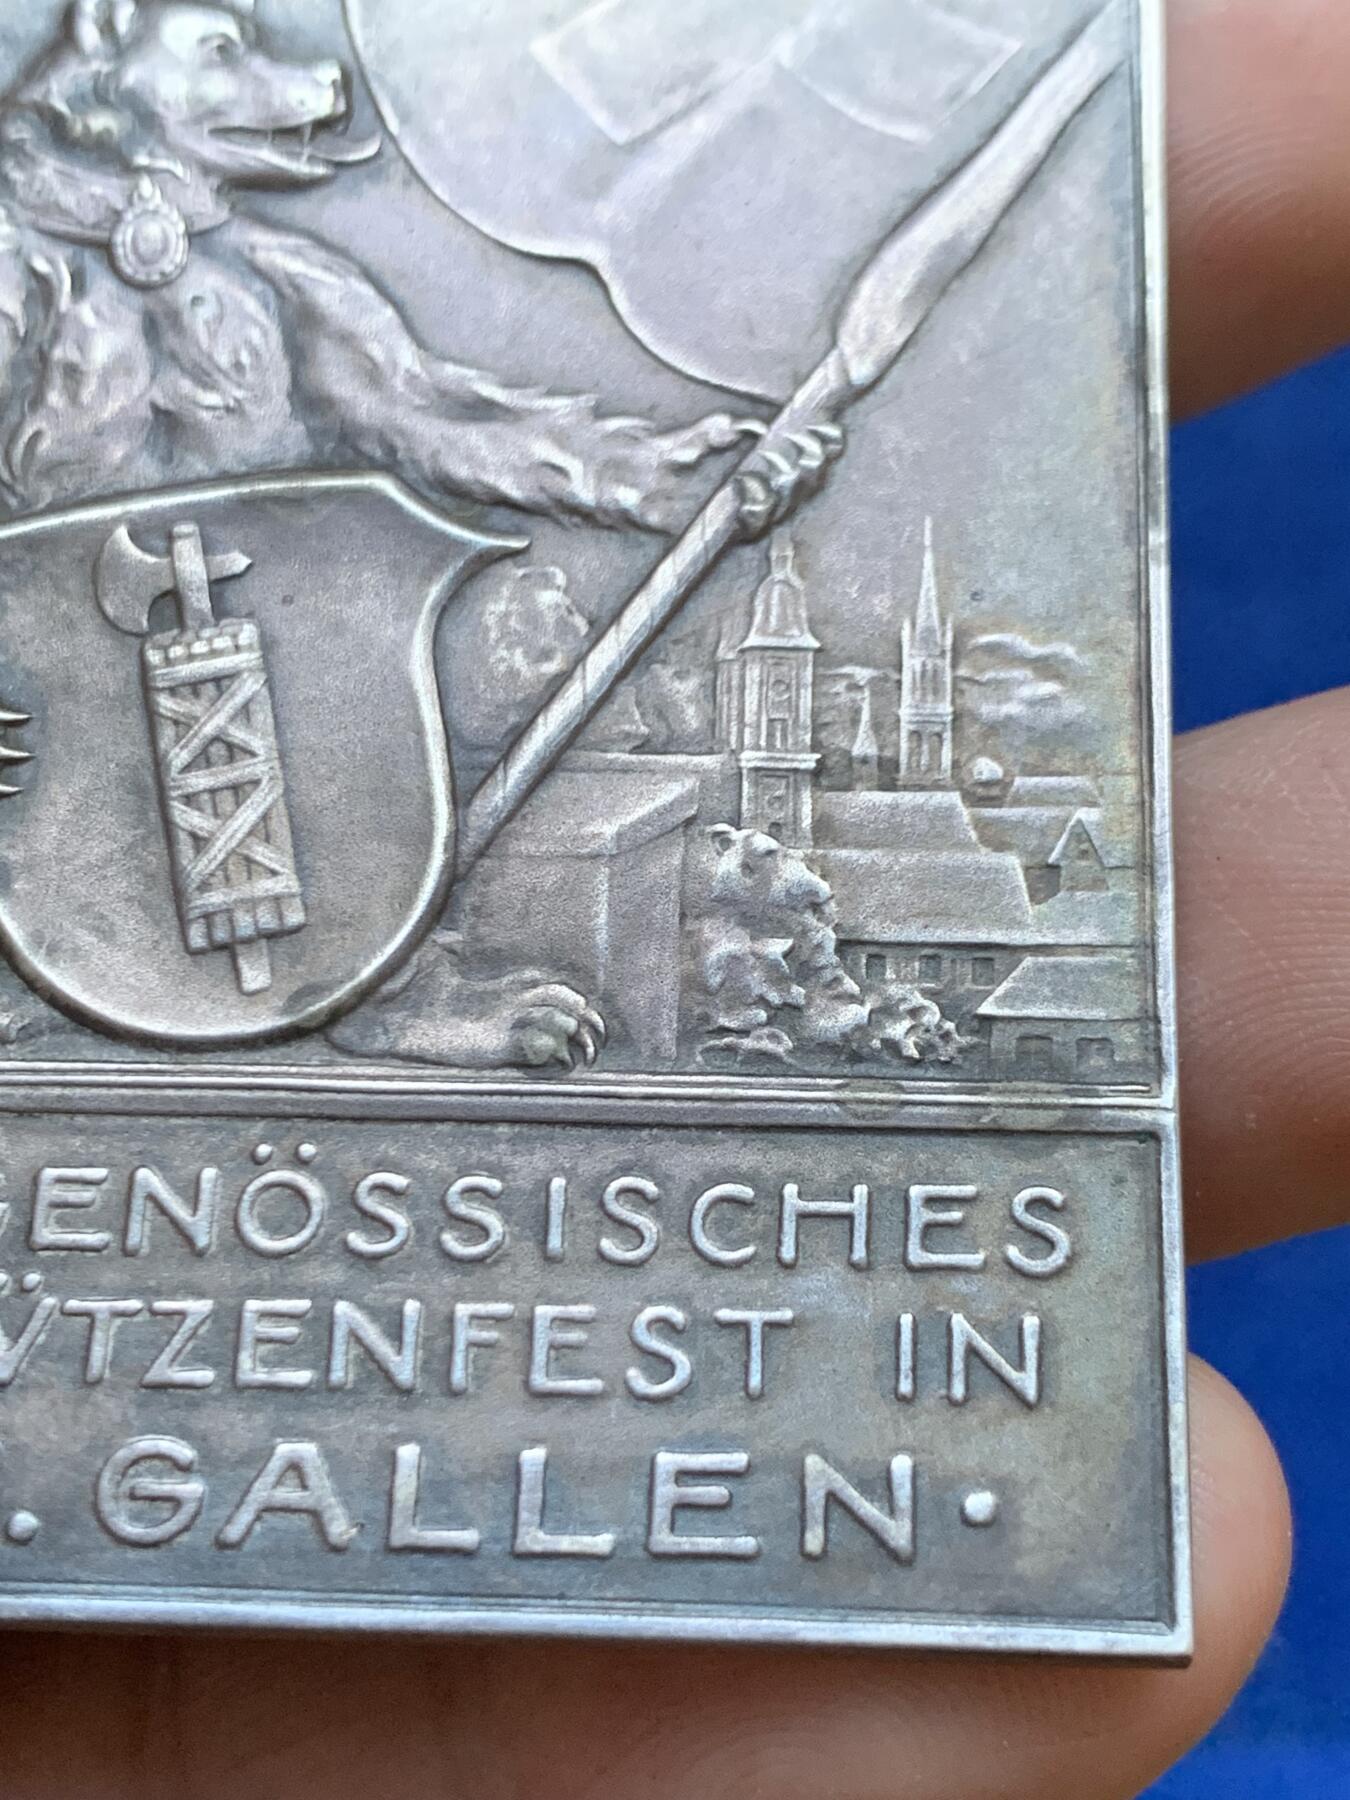 GENÖSSISCHES
ÜTZENFEST IN
. GALLEN ·